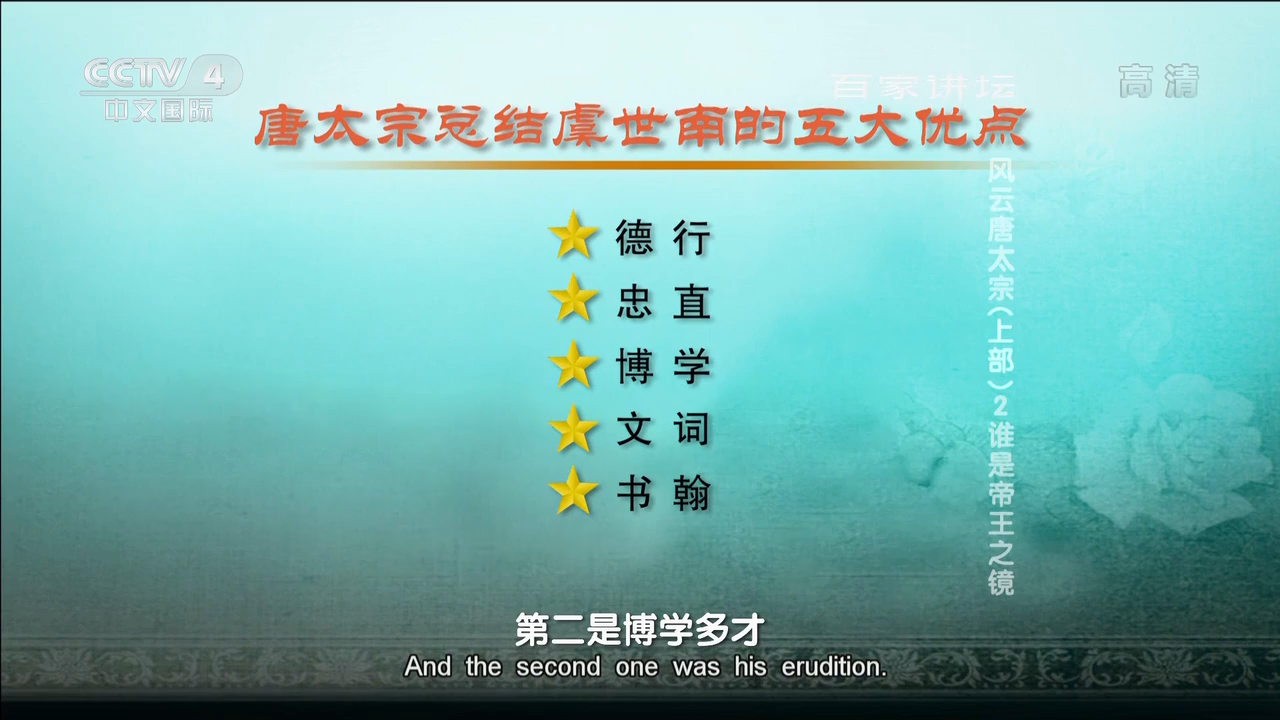 CCTV 4
中文国际
百家讲坛
高清
唐太宗总结虞世南的五大优点
德行
忠直
博学
文词
书翰
风云唐太宗(上部)2谁是帝王之镜
第二是博学多才
And the second one was his erudition.